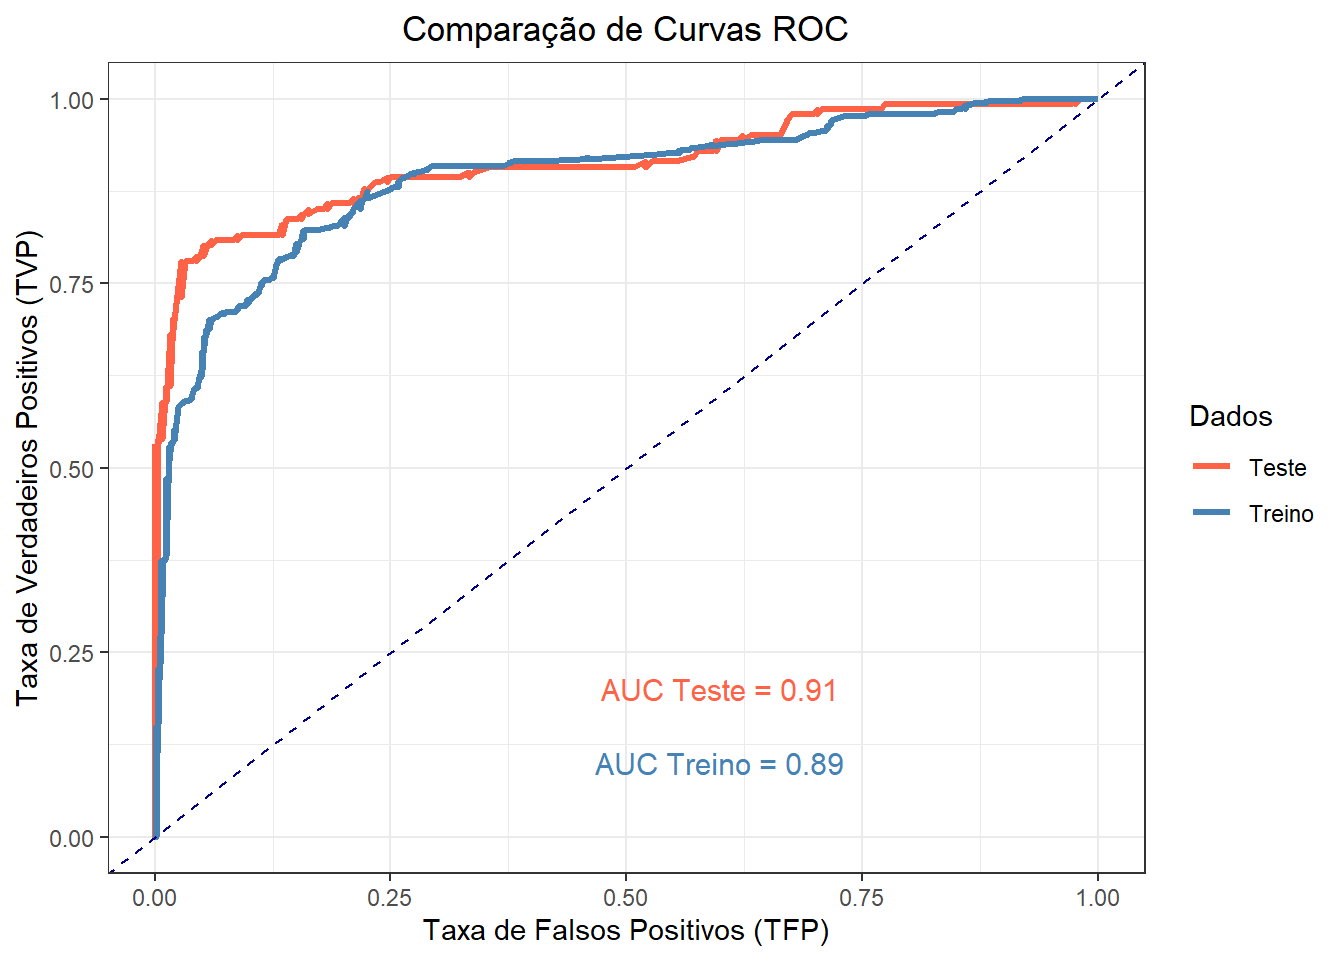 Comparação de Curvas ROC
Taxa de Verdadeiros Positivos (TVP)
1.00
0.75
0.50
0.25
0.00
AUC Teste = 0.91
AUC Treino = 0.89
0.00
0.25
0.50
0.75
1.00
Taxa de Falsos Positivos (TFP)
Dados
Teste
Treino